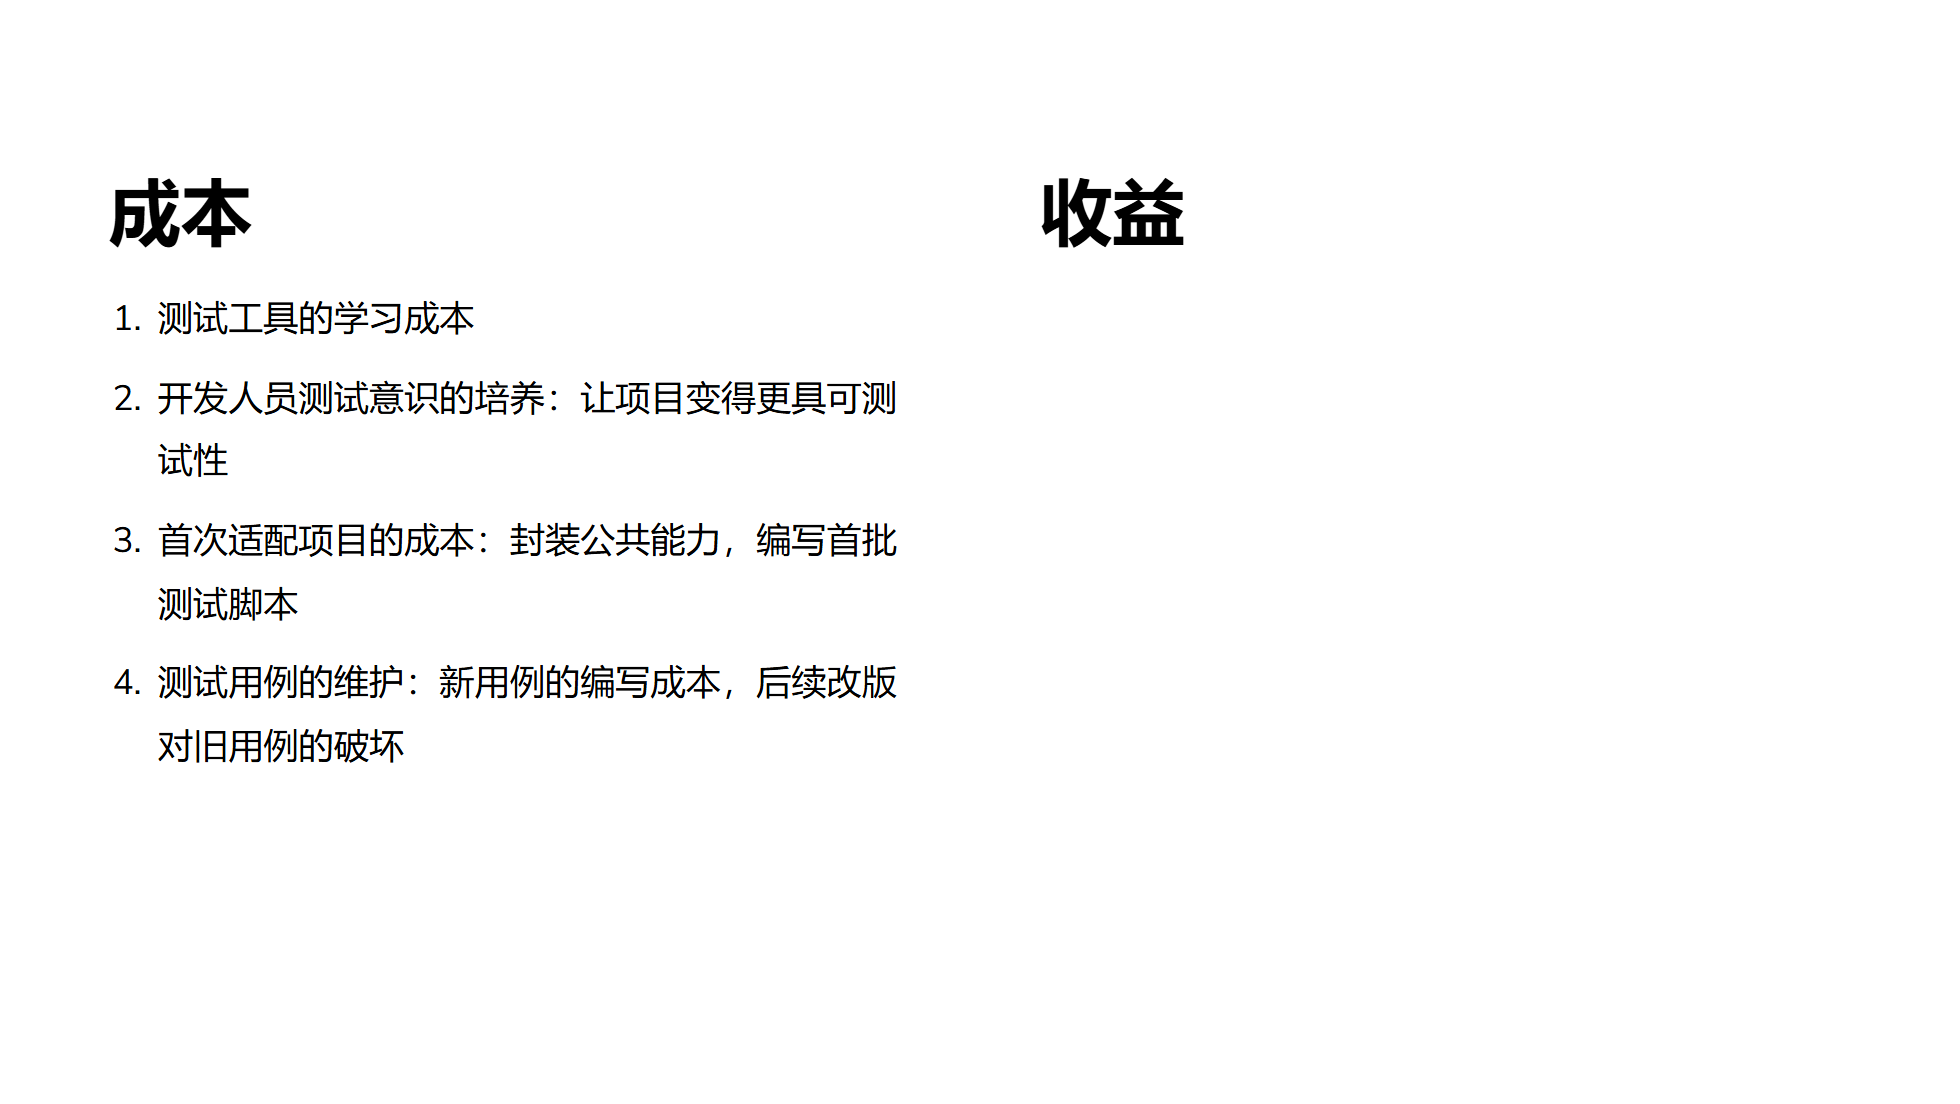 成本
1. 测试工具的学习成本
2. 开发人员测试意识的培养：让项目变得更具可测
试性
3. 首次适配项目的成本：封装公共能力，编写首批
测试脚本
4. 测试用例的维护：新用例的编写成本，后续改版
对旧用例的破坏
收益